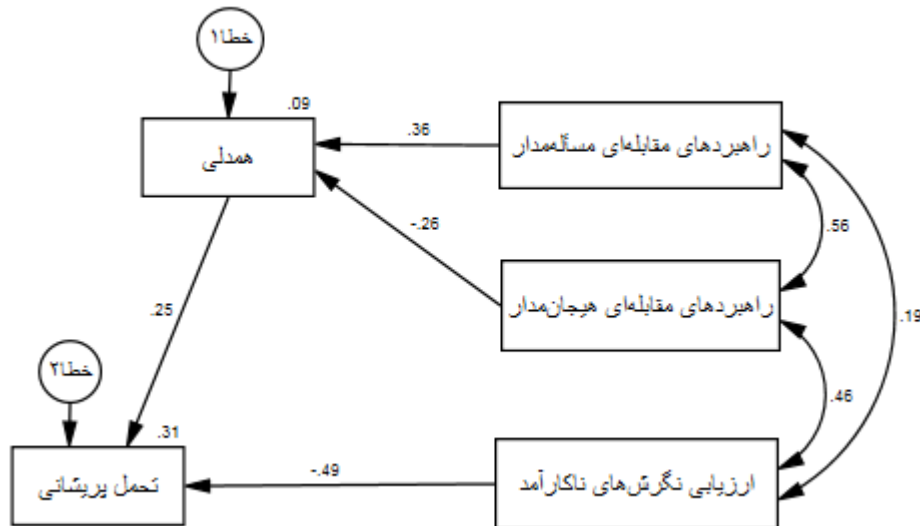 خطا۱
.09
همدلی
.36
راهبردهای مقابله‌ای مسأله‌مدار
-.26
.56
راهبردهای مقابله‌ای هیجان‌مدار
.25
.19
خطا۲
.46
.31
تحمل پریشانی
-.49
ارزیابی نگرش‌های ناکارآمد